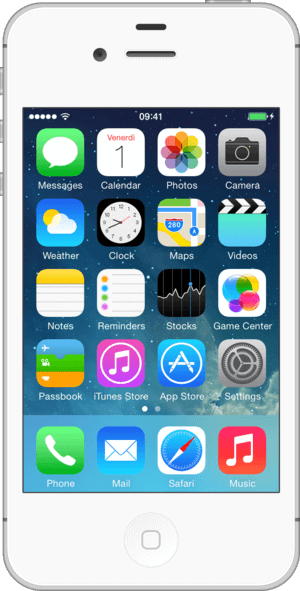 09:41
Venerdì
1
Messages Calendar Photos Camera
280
Weather Clock Maps Videos
Notes Reminders Stocks Game Center
Passbook iTunes Store App Store Settings
Phone Mail Safari Music